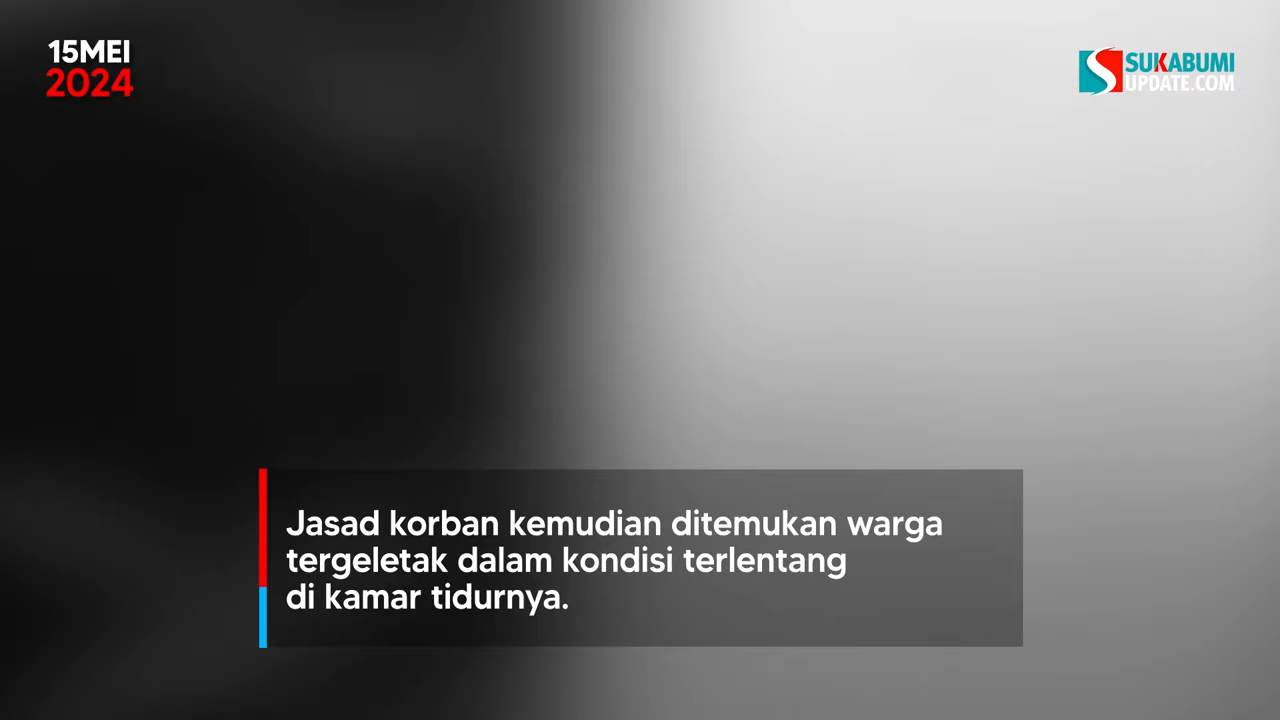 15MEI
2024
SUKABUMI
UPDATE.COM
Jasad korban kemudian ditemukan warga
tergeletak dalam kondisi terlentang
di kamar tidurnya.